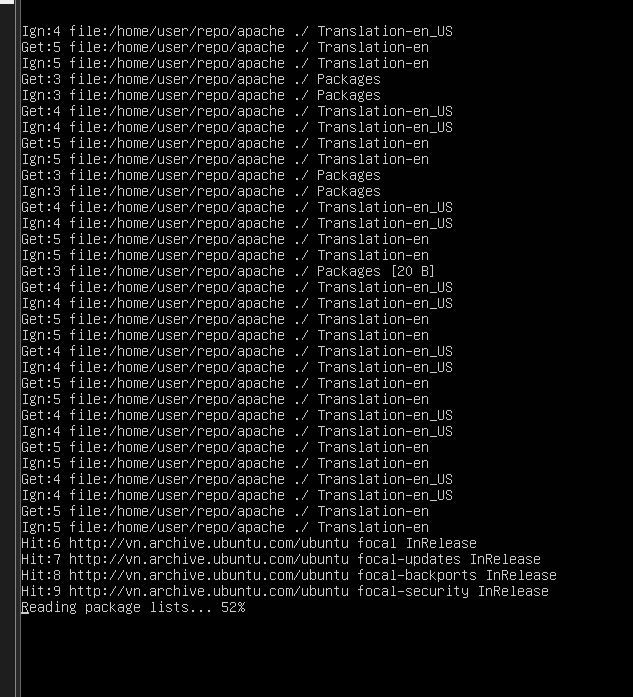 Ign:4 file:/home/user/repo/apache ./ Translation-en_US
Get:5 file:/home/user/repo/apache ./ Translation-en
Ign:5 file:/home/user/repo/apache ./ Translation-en
Get:3 file:/home/user/repo/apache ./ Packages
Ign:3 file:/home/user/repo/apache ./ Packages
Get:4 file:/home/user/repo/apache ./ Translation-en_US
Ign:4 file:/home/user/repo/apache ./ Translation-en_US
Get:5 file:/home/user/repo/apache ./ Translation-en
Ign:5 file:/home/user/repo/apache ./ Translation-en
Get:3 file:/home/user/repo/apache ./ Packages
Ign:3 file:/home/user/repo/apache ./ Packages
Get:4 file:/home/user/repo/apache ./ Translation-en_US
Ign:4 file:/home/user/repo/apache ./ Translation-en_US
Get:5 file:/home/user/repo/apache ./ Translation-en
Ign:5 file:/home/user/repo/apache ./ Translation-en
Get:3 file:/home/user/repo/apache ./ Packages [20 B]
Get:4 file:/home/user/repo/apache ./ Translation-en_US
Ign:4 file:/home/user/repo/apache ./ Translation-en_US
Get:5 file:/home/user/repo/apache ./ Translation-en
Ign:5 file:/home/user/repo/apache ./ Translation-en
Get:4 file:/home/user/repo/apache ./ Translation-en_US
Ign:4 file:/home/user/repo/apache ./ Translation-en_US
Get:5 file:/home/user/repo/apache ./ Translation-en
Ign:5 file:/home/user/repo/apache ./ Translation-en
Get:4 file:/home/user/repo/apache ./ Translation-en_US
Ign:4 file:/home/user/repo/apache ./ Translation-en_US
Get:5 file:/home/user/repo/apache ./ Translation-en
Ign:5 file:/home/user/repo/apache ./ Translation-en
Get:4 file:/home/user/repo/apache ./ Translation-en_US
Ign:4 file:/home/user/repo/apache ./ Translation-en_US
Get:5 file:/home/user/repo/apache ./ Translation-en
Ign:5 file:/home/user/repo/apache ./ Translation-en
Hit:6 http://vn.archive.ubuntu.com/ubuntu focal InRelease
Hit:7 http://vn.archive.ubuntu.com/ubuntu focal-updates InRelease
Hit:8 http://vn.archive.ubuntu.com/ubuntu focal-backports InRelease
Hit:9 http://vn.archive.ubuntu.com/ubuntu focal-security InRelease
Reading package lists... 52%